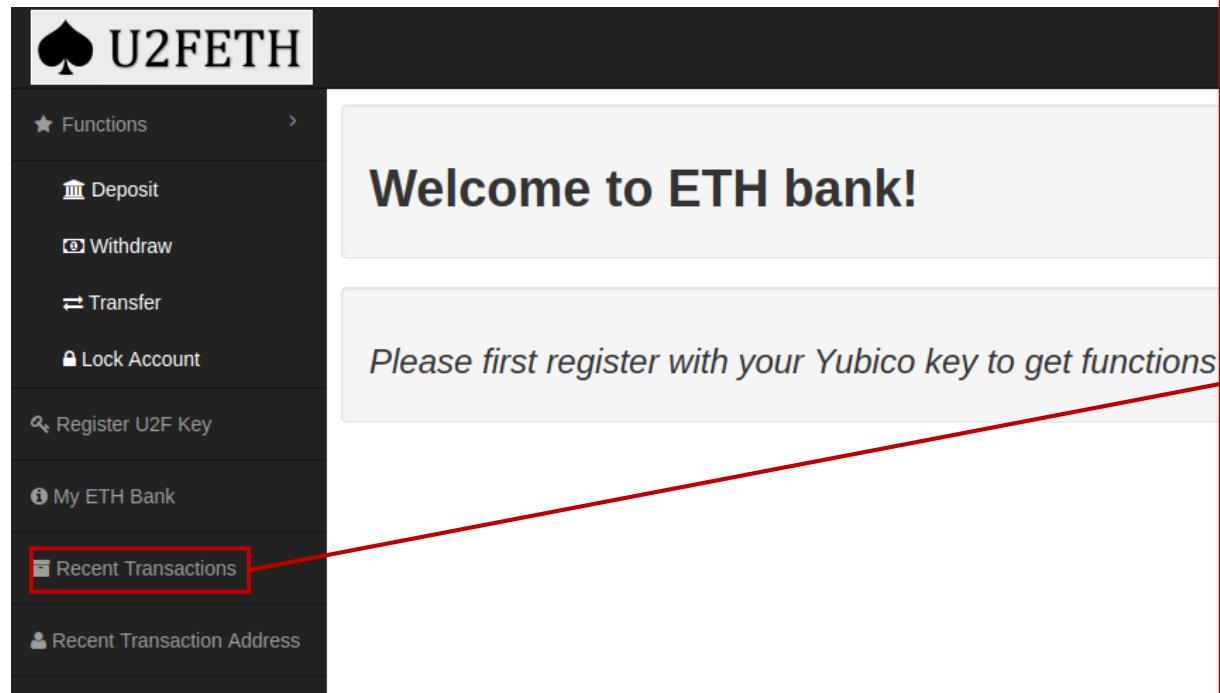 U2FETH
Functions
Deposit
Withdraw
Transfer
Lock Account
Register U2F Key
My ETH Bank
Recent Transactions
Recent Transaction Address
Welcome to ETH bank!
Please first register with your Yubico key to get functions